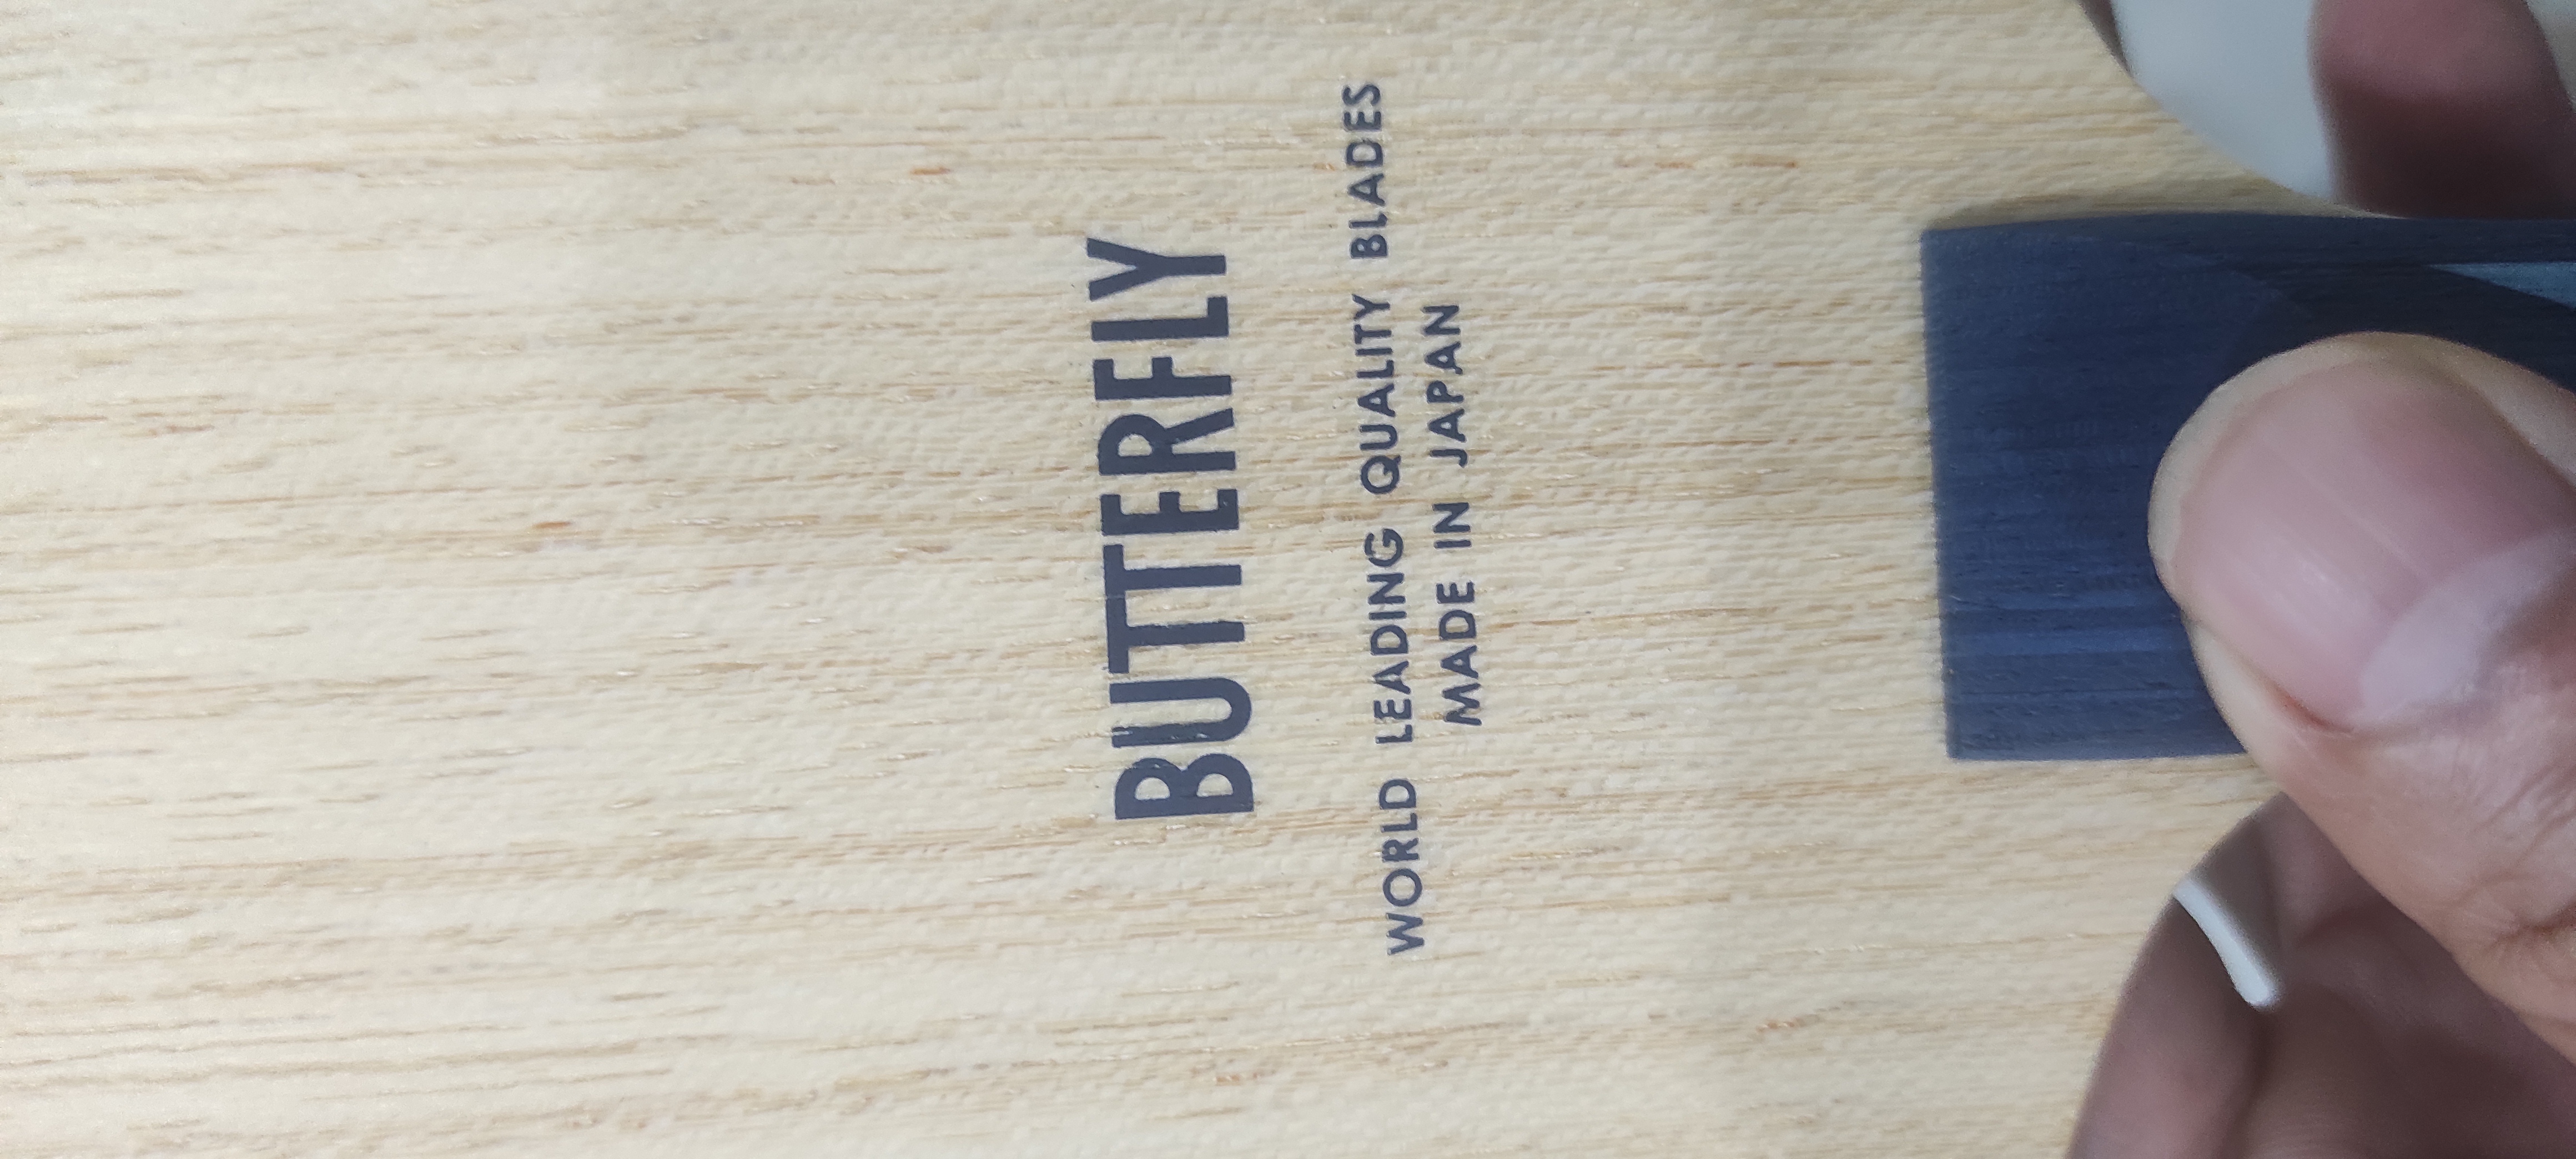 BUTTERFLY
WORLD LEADING QUALITY BLADES
MADE IN JAPAN